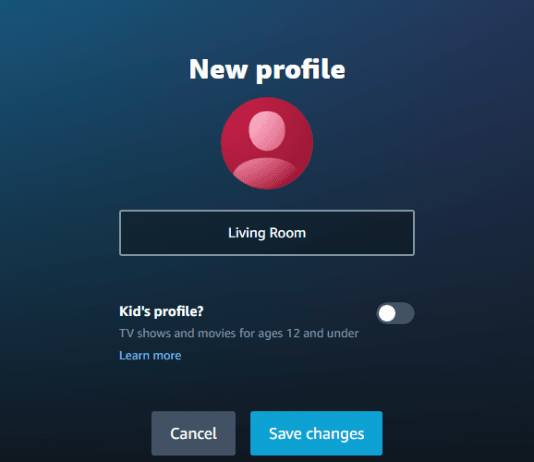 New profile
Living Room
Kid's profile?
TV shows and movies for ages 12 and under
Learn more
Cancel
Save changes